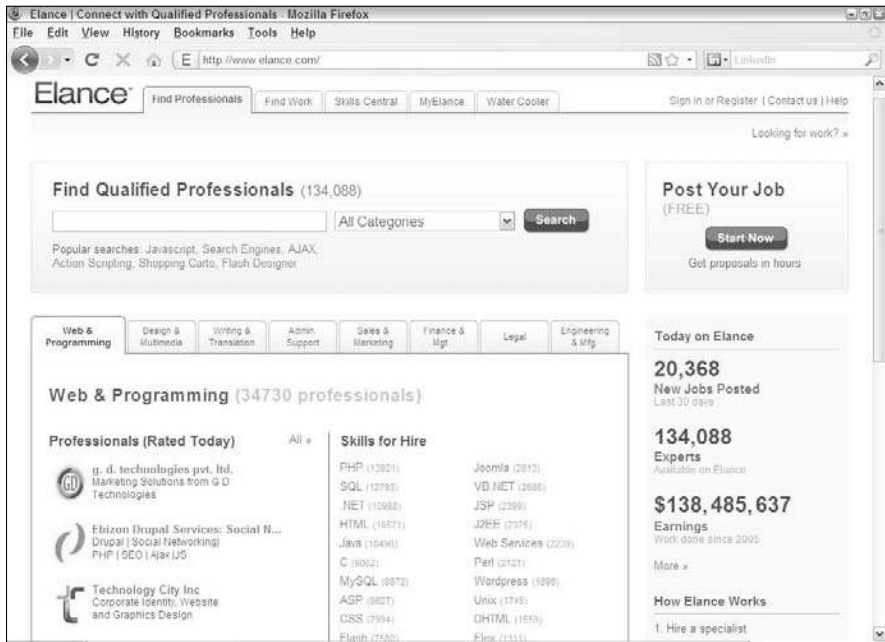 Elance | Connect with Qualified Professionals - Mozilla Firefox
File Edit View History Bookmarks Tools Help
http://www.elance.com/
LinkedIn
Elance
Find Professionals
Find Work
Skills Central
MyElance
Water Cooler
Sign in or Register | Contact us | Help
Looking for work? »
Find Qualified Professionals (134,088)
All Categories
Search
Popular searches: Javascript, Search Engines, AJAX,
Action Scripting, Shopping Carts, Flash Designer
Post Your Job
(FREE)
Start Now
Get proposals in hours
Web &
Programming
Design &
Multimedia
Writing &
Translation
Admin.
Support
Sales &
Marketing
Finance &
Mgt
Legal
Engineering
& Mfg
Web & Programming (34730 professionals)
Professionals (Rated Today) All »
g. d. technologies pvt. ltd.
Marketing Solutions from G D
Technologies
Ebizon Drupal Services: Social N...
Drupal | Social Networking)
PHP | SEO | Ajax |JS
Technology City Inc
Corporate Identity, Website
and Graphics Design
Skills for Hire
PHP (13921)
SQL (12793)
.NET (10988)
HTML (10571)
Java (10496)
C (9062)
MySQL (8872)
ASP (8827)
CSS (7994)
Flash
Joomla (2913)
VB.NET
JSP (2399)
J2EE (2375)
Web Services (2239)
Perl (2121)
Wordpress (1898)
Unix (1745)
DHTML
Flex (1311)
Today on Elance
20,368
New Jobs Posted
Last 30 days
134,088
Experts
Available on Elance
$138,485,637
Earnings
Work done since 2005
More »
How Elance Works
1. Hire a specialist